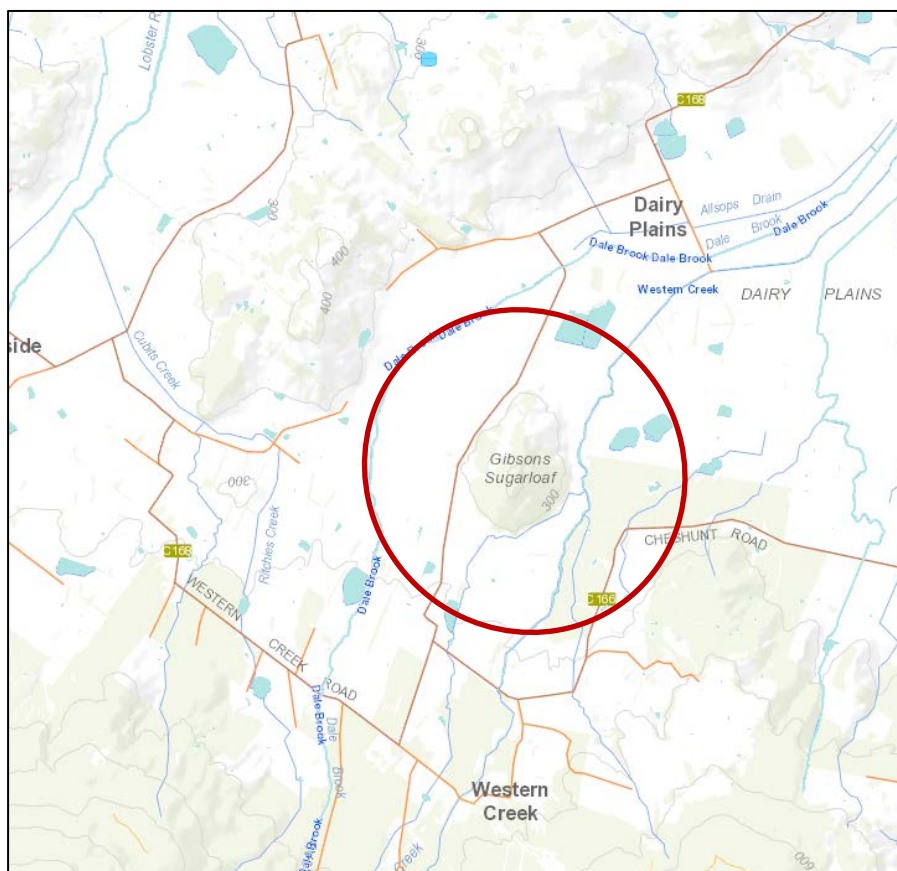 Lobster R
300
C168
Dairy
Plains
Allsops Drain
Dale Brook
Dale Brook
Dale Brook Dale Brook
Western Creek
DAIRY PLAINS
300
400
400
side
Cubits Creek
Dale Brook
Dale Brook
Gibsons
Sugarloaf
300
300
Ritchies Creek
C168
CHESHUNT ROAD
Dale Brook
C166
WESTERN CREEK ROAD
Dale Brook
Dale Brook
Western
Creek
Creek
600